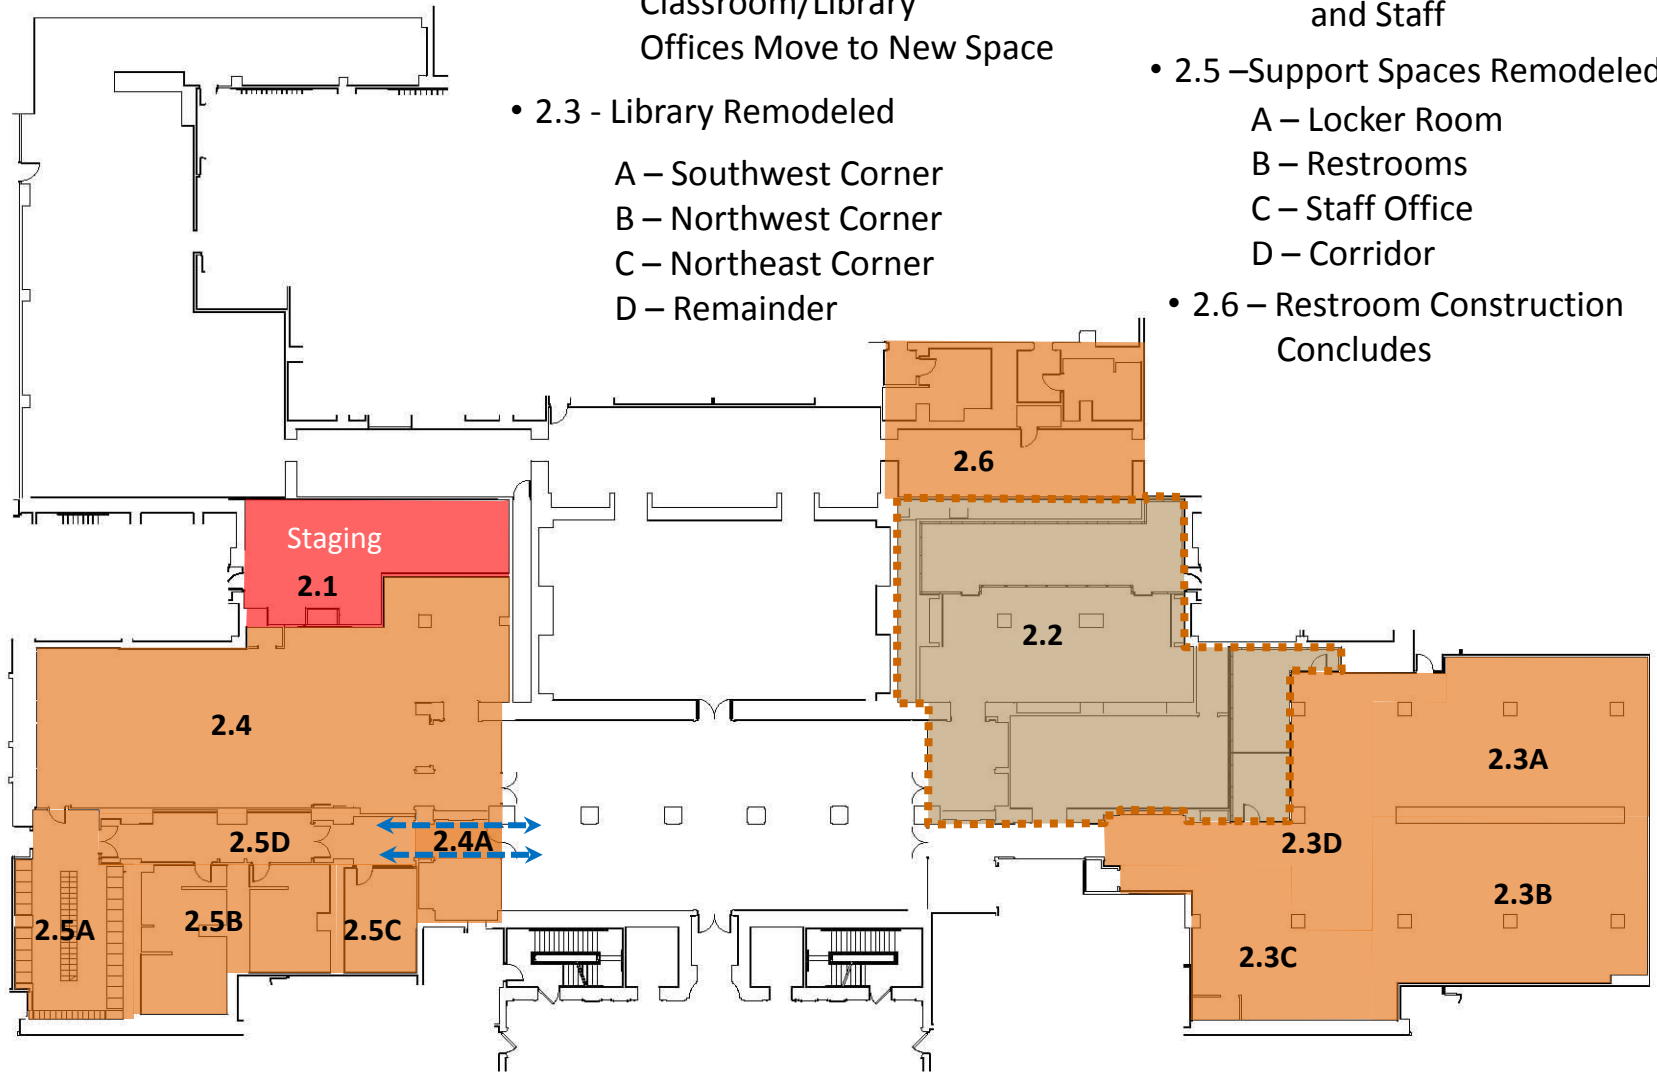 Classroom/Library
Offices Move to New Space
• 2.3 - Library Remodeled
A – Southwest Corner
B – Northwest Corner
C – Northeast Corner
D – Remainder
and Staff
• 2.5 –Support Spaces Remodeled
A – Locker Room
B – Restrooms
C – Staff Office
D – Corridor
• 2.6 – Restroom Construction
Concludes
2.6
Staging
2.1
2.2
2.4
2.3A
2.5D
2.4A
2.3D
2.3B
2.5A
2.5B
2.5C
2.3C